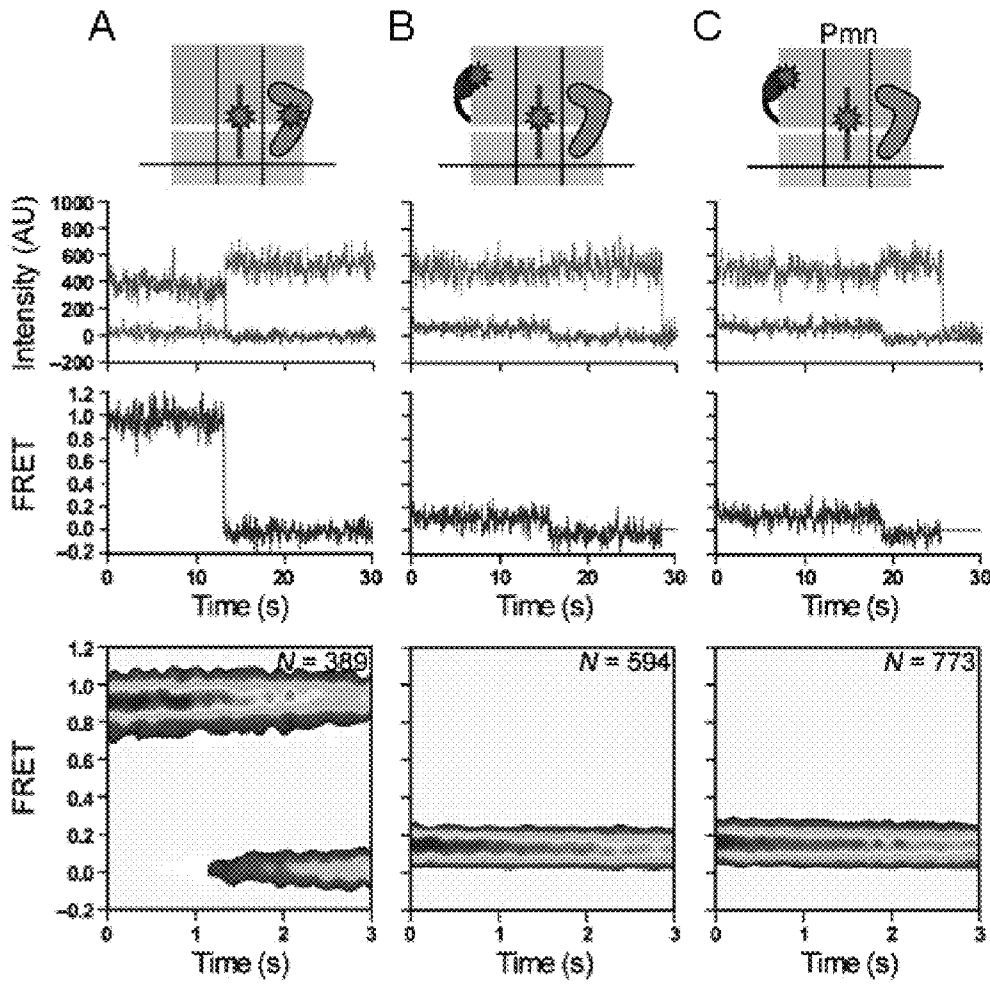 A
B
C
Pmn
Intensity (AU)
1000
800
600
400
200
0
–200
FRET
1.2
1.0
0.8
0.6
0.4
0.2
0.0
–0.2
0 10 20 30
0 10 20 30
0 10 20 30
Time (s)
Time (s)
Time (s)
FRET
1.2
1.0
0.8
0.6
0.4
0.2
0.0
–0.2
N = 389
N = 594
N = 773
0 1 2 3
0 1 2 3
0 1 2 3
Time (s)
Time (s)
Time (s)